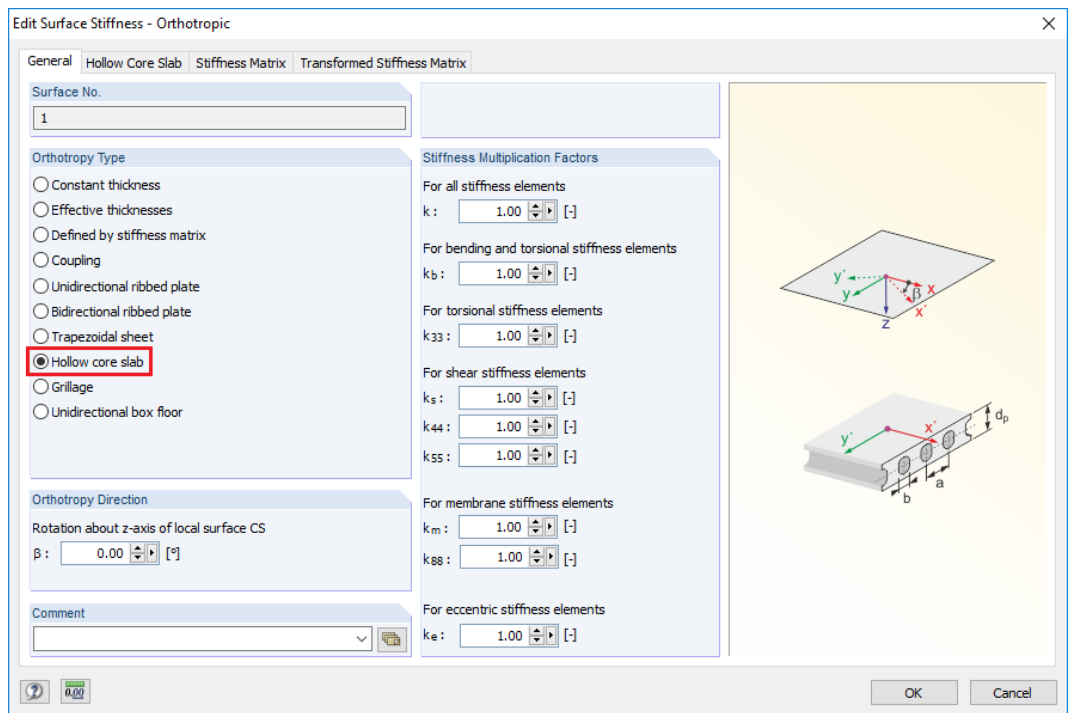 Edit Surface Stiffness - Orthotropic
General Hollow Core Slab Stiffness Matrix Transformed Stiffness Matrix
Surface No.
1
Orthotropy Type
Constant thickness
Effective thicknesses
Defined by stiffness matrix
Coupling
Unidirectional ribbed plate
Bidirectional ribbed plate
Trapezoidal sheet
Hollow core slab
Grillage
Unidirectional box floor
Orthotropy Direction
Rotation about z-axis of local surface CS
β : 0.00 [°]
Comment
Stiffness Multiplication Factors
For all stiffness elements
k : 1.00 [-]
For bending and torsional stiffness elements
kb : 1.00 [-]
For torsional stiffness elements
k33 : 1.00 [-]
For shear stiffness elements
ks : 1.00 [-]
k44 : 1.00 [-]
k55 : 1.00 [-]
For membrane stiffness elements
km : 1.00 [-]
k88 : 1.00 [-]
For eccentric stiffness elements
ke : 1.00 [-]
y´
y
β
x
x´
z
y´
x´
dp
a
b
0.00
OK Cancel